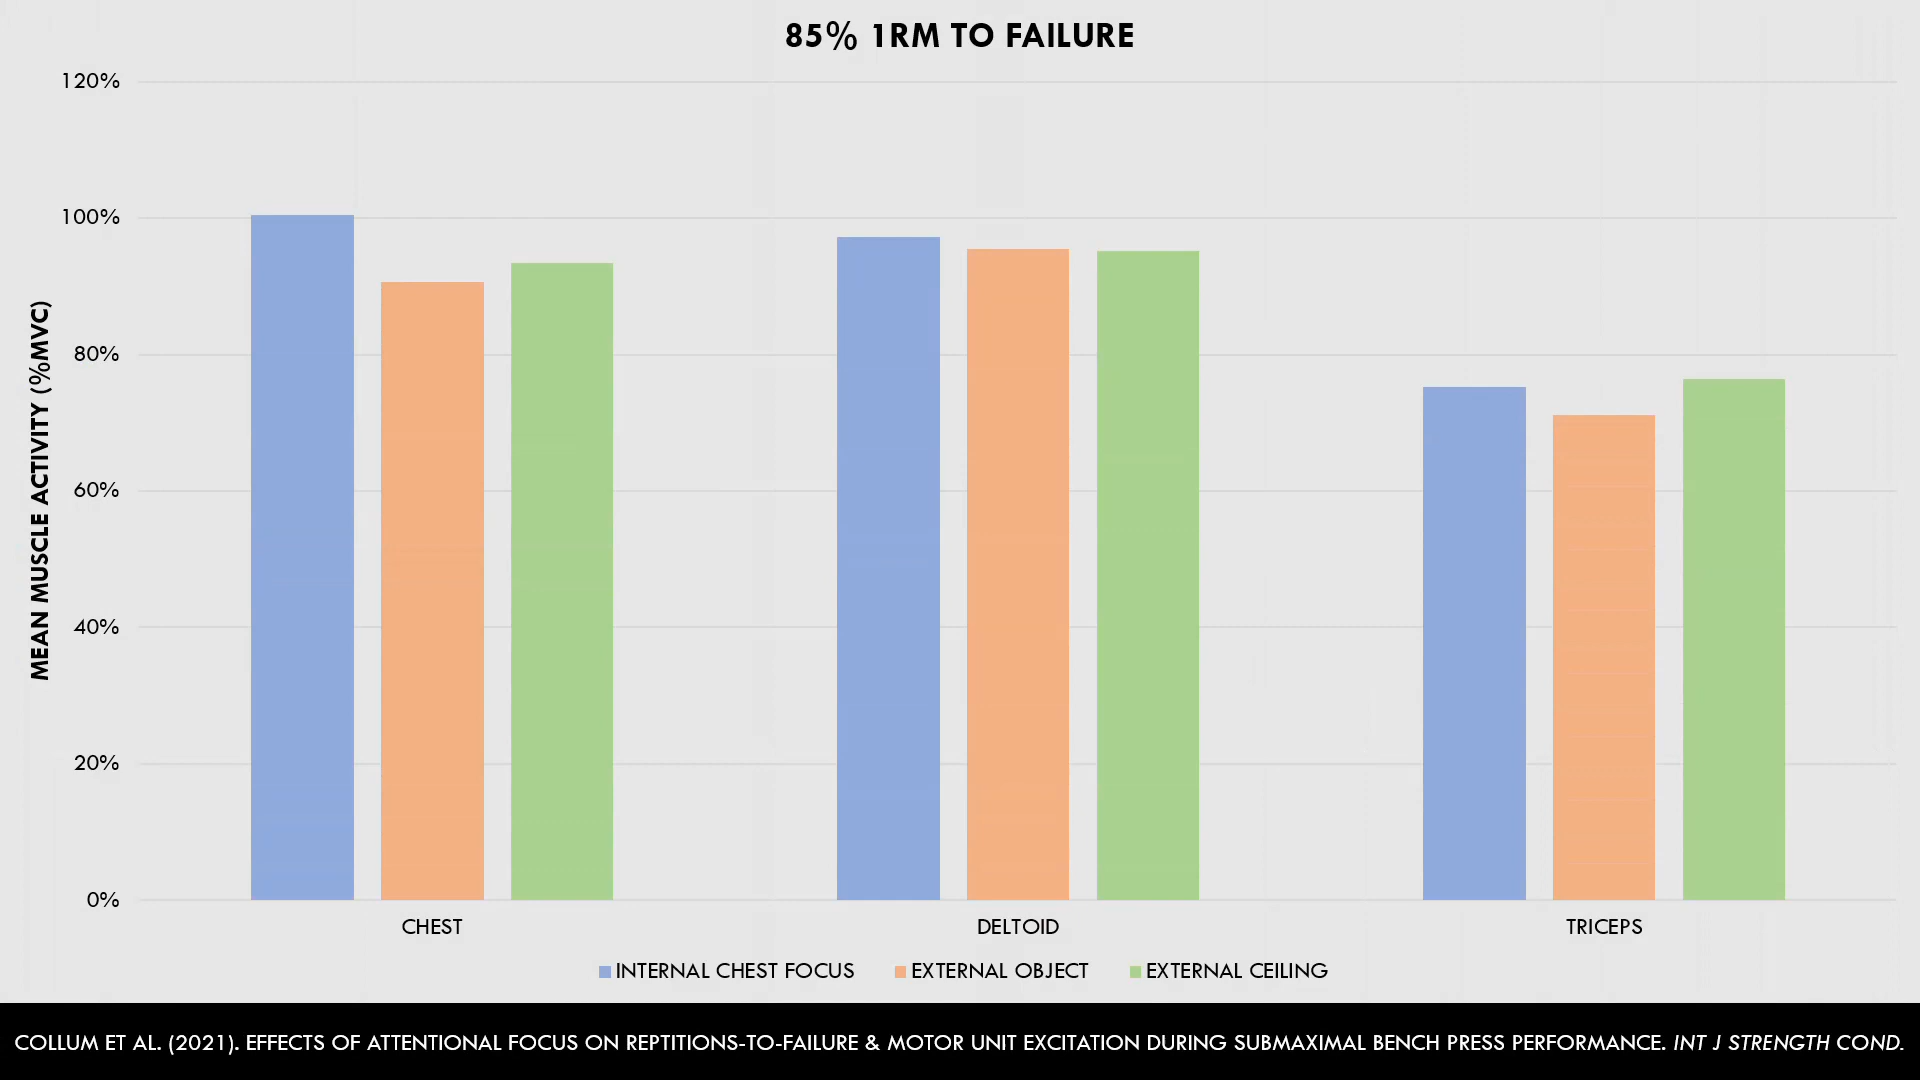 85% 1RM TO FAILURE
120%
100%
80%
60%
40%
20%
0%
MEAN MUSCLE ACTIVITY (%MVC)
CHEST DELTOID TRICEPS
INTERNAL CHEST FOCUS EXTERNAL OBJECT EXTERNAL CEILING
COLLUM ET AL. (2021). EFFECTS OF ATTENTIONAL FOCUS ON REPTITIONS-TO-FAILURE & MOTOR UNIT EXCITATION DURING SUBMAXIMAL BENCH PRESS PERFORMANCE. INT J STRENGTH COND.